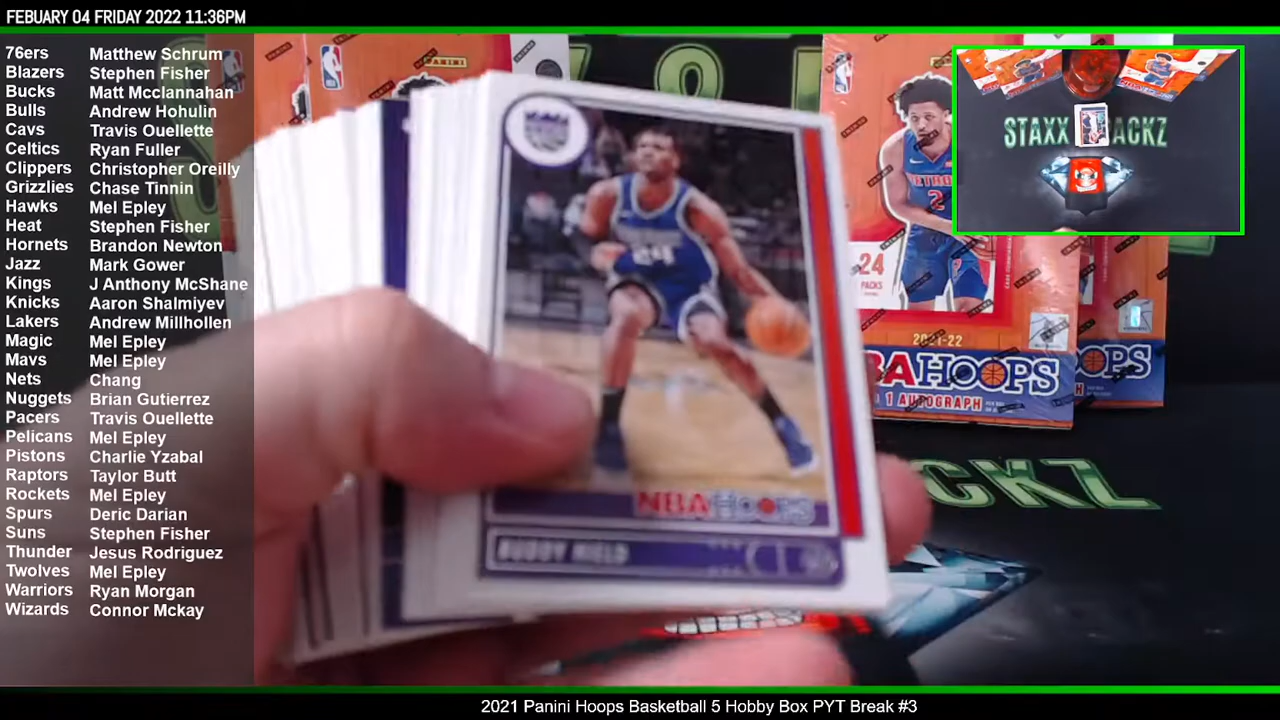 FEBUARY 04 FRIDAY 2022 11:36PM
76ers Matthew Schrum
Blazers Stephen Fisher
Bucks Matt Mcclannahan
Bulls Andrew Hohulin
Cavs Travis Ouellette
Celtics Ryan Fuller
Clippers Christopher Oreilly
Grizzlies Chase Tinnin
Hawks Mel Epley
Heat Stephen Fisher
Hornets Brandon Newton
Jazz Mark Gower
Kings J Anthony McShane
Knicks Aaron Shalmiyev
Lakers Andrew Millhollen
Magic Mel Epley
Mavs Mel Epley
Nets Chang
Nuggets Brian Gutierrez
Pacers Travis Ouellette
Pelicans Mel Epley
Pistons Charlie Yzabal
Raptors Taylor Butt
Rockets Mel Epley
Spurs Deric Darian
Suns Stephen Fisher
Thunder Jesus Rodriguez
Twolves Mel Epley
Warriors Ryan Morgan
Wizards Connor Mckay
PANINI
NBA
NBA
NBA HOOPS
BUDDY HIELD
24
PACKS
2021-22
BA HOOPS
1 AUTOGRAPH
OOPS
STAXX ACKZ
CKZ
2021 Panini Hoops Basketball 5 Hobby Box PYT Break #3